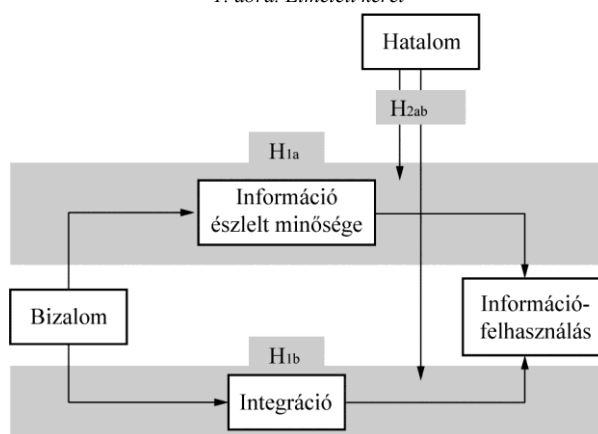 1. ábra: Elméleti keret
Hatalom
H2ab
H1a
Információ
észlelt minősége
Bizalom
Információ-
felhasználás
H1b
Integráció